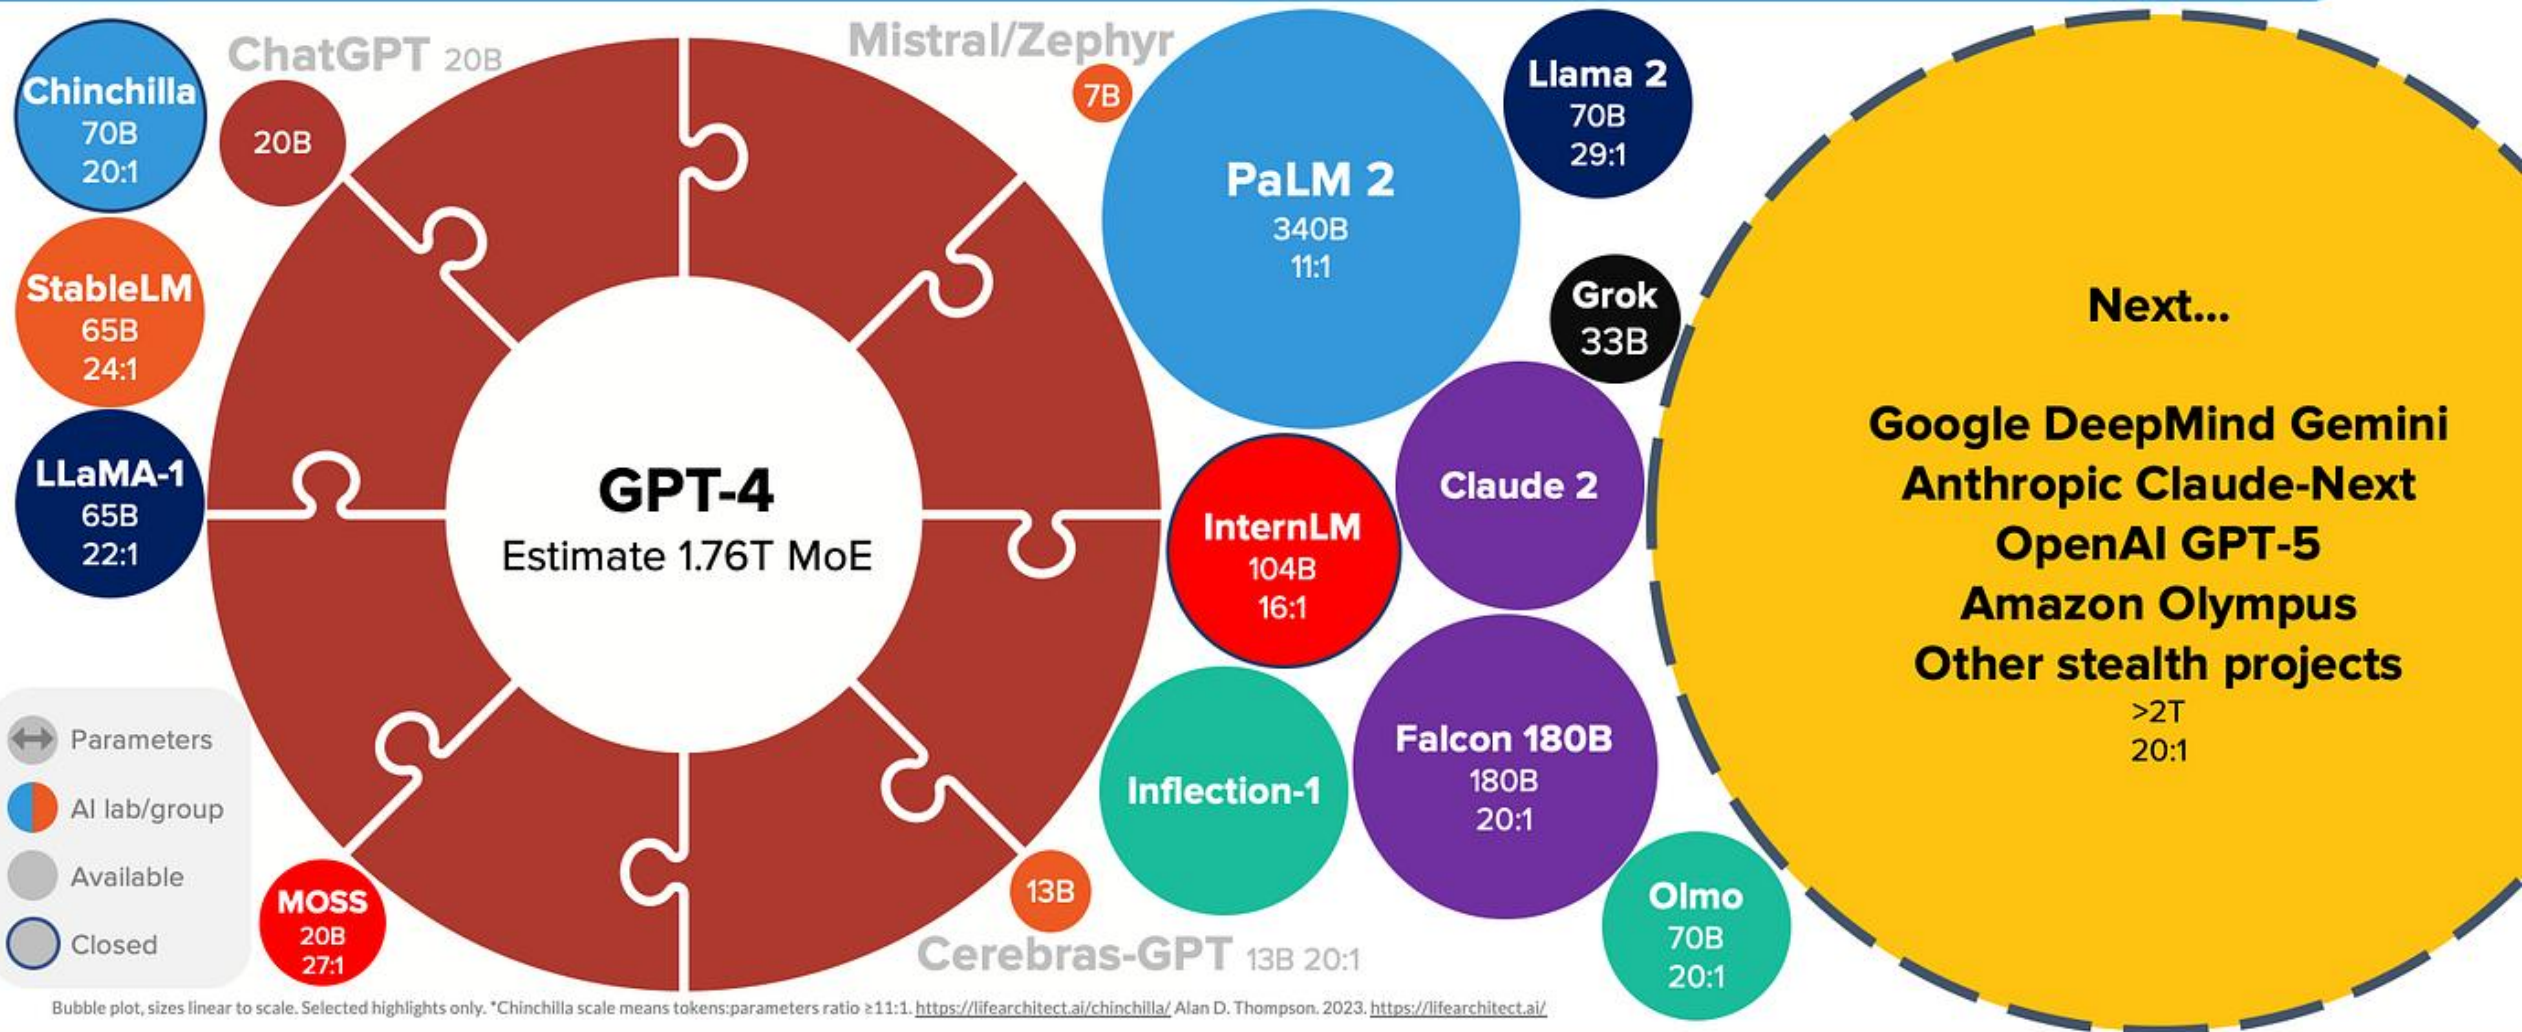 Chinchilla
70B
20:1
ChatGPT 20B
20B
StableLM
65B
24:1
LLaMA-1
65B
22:1
GPT-4
Estimate 1.76T MoE
Mistral/Zephyr
7B
PaLM 2
340B
11:1
Llama 2
70B
29:1
Grok
33B
Claude 2
InternLM
104B
16:1
Inflection-1
Falcon 180B
180B
20:1
Olmo
70B
20:1
Next...
Google DeepMind Gemini
Anthropic Claude-Next
OpenAI GPT-5
Amazon Olympus
Other stealth projects
>2T
20:1
Parameters
AI lab/group
Available
Closed
MOSS
20B
27:1
13B
Cerebras-GPT 13B 20:1
Bubble plot, sizes linear to scale. Selected highlights only. *Chinchilla scale means tokens:parameters ratio ≥11:1. https://lifearchitect.ai/chinchilla/ Alan D. Thompson. 2023. https://lifearchitect.ai/